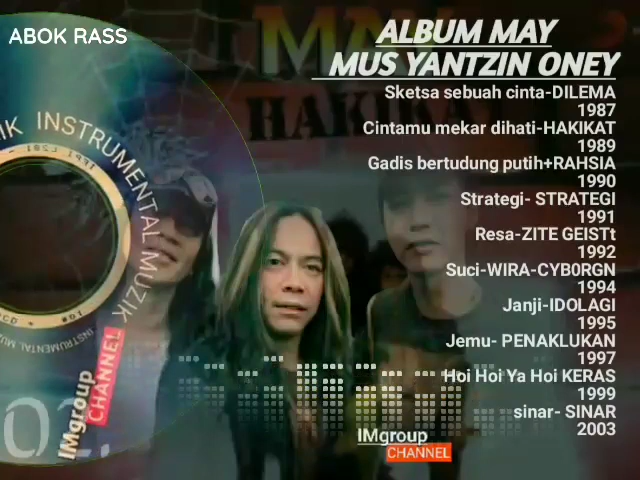 ABOK RASS
ALBUM MAY
MUS YANTZIN ONEY
Sketsa sebuah cinta-DILEMA
1987
Cintamu mekar dihati-HAKIKAT
1989
Gadis bertudung putih+RAHSIA
1990
Strategi- STRATEGI
1991
Resa-ZITE GEISTt
1992
Suci-WIRA-CYB0RGN
1994
Janji-IDOLAGI
1995
Jemu- PENAKLUKAN
1997
Hoi Hoi Ya Hoi KERAS
1999
sinar- SINAR
2003
IMgroup
CHANNEL
INSTRUMENTAL MUZIK
IMgroup
CHANNEL
02.